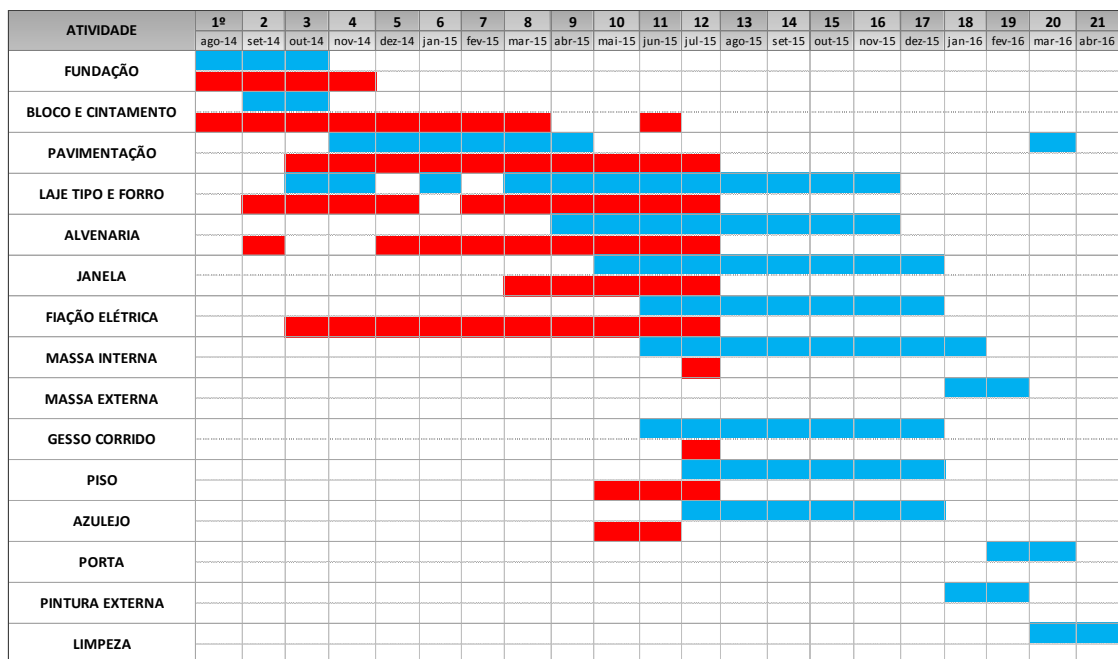 ATIVIDADE
1º 2 3 4 5 6 7 8 9 10 11 12 13 14 15 16 17 18 19 20 21
ago-14 set-14 out-14 nov-14 dez-14 jan-15 fev-15 mar-15 abr-15 mai-15 jun-15 jul-15 ago-15 set-15 out-15 nov-15 dez-15 jan-16 fev-16 mar-16 abr-16
FUNDAÇÃO
BLOCO E CINTAMENTO
PAVIMENTAÇÃO
LAJE TIPO E FORRO
ALVENARIA
JANELA
FIAÇÃO ELÉTRICA
MASSA INTERNA
MASSA EXTERNA
GESSO CORRIDO
PISO
AZULEJO
PORTA
PINTURA EXTERNA
LIMPEZA